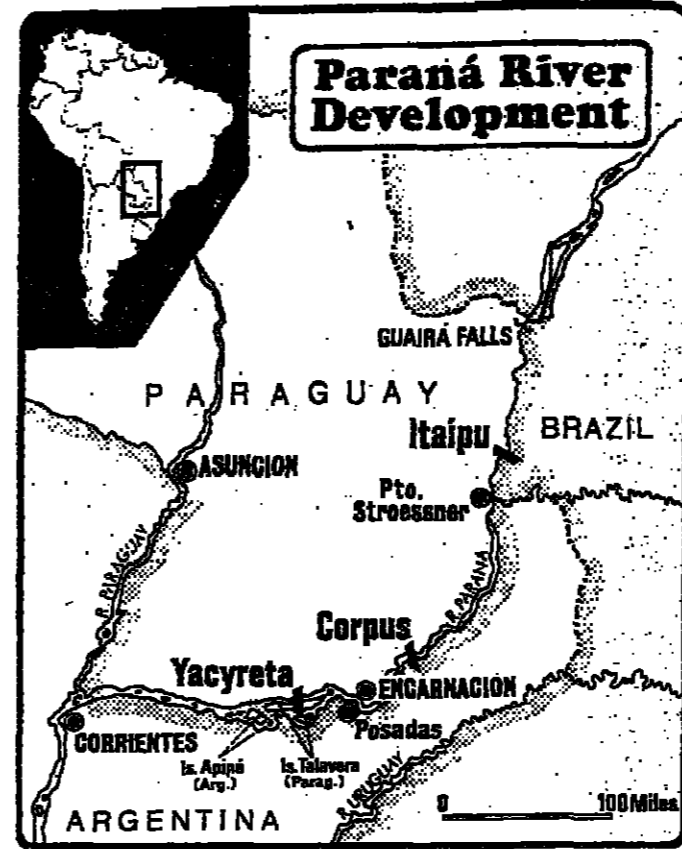 Paraná River
Development
GUAIRÁ FALLS
PARAGUAY
Itaipu
BRAZIL
ASUNCION
Pto.
Stroessner
R. PARAGUAY
R. PARANA
Corpus
Yacyreta
ENCARNACION
CORRIENTES
Posadas
Is. Apipé
(Arg.)
Is. Talavera
(Parag.)
R. URUGUAY
0 100 Miles
ARGENTINA